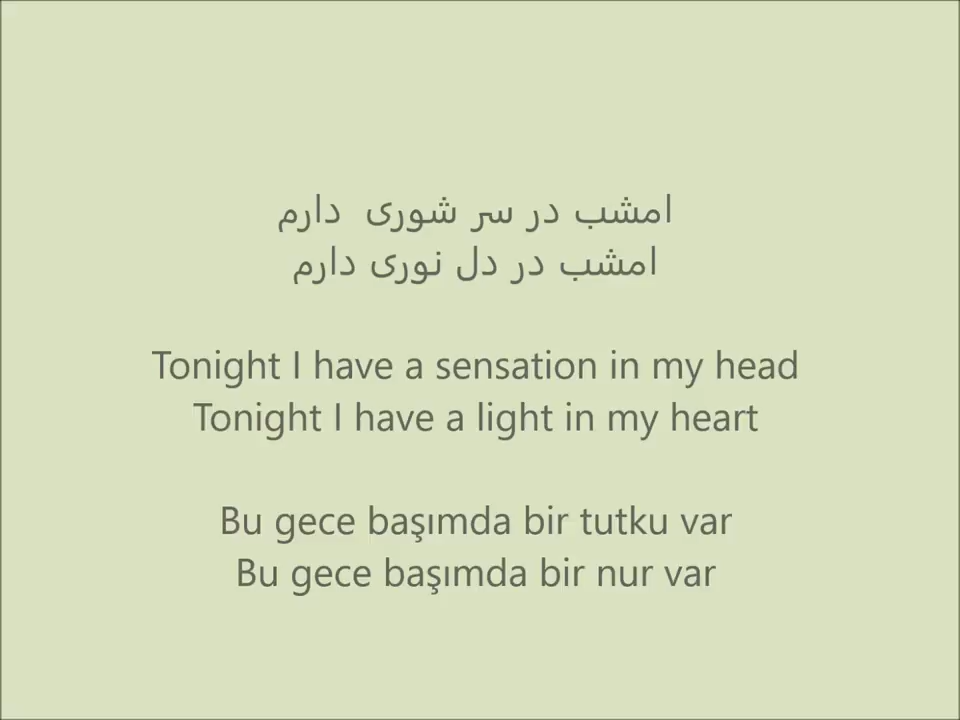 امشب در سر شوری دارم
امشب در دل نوری دارم
Tonight I have a sensation in my head
Tonight I have a light in my heart
Bu gece başımda bir tutku var
Bu gece başımda bir nur var